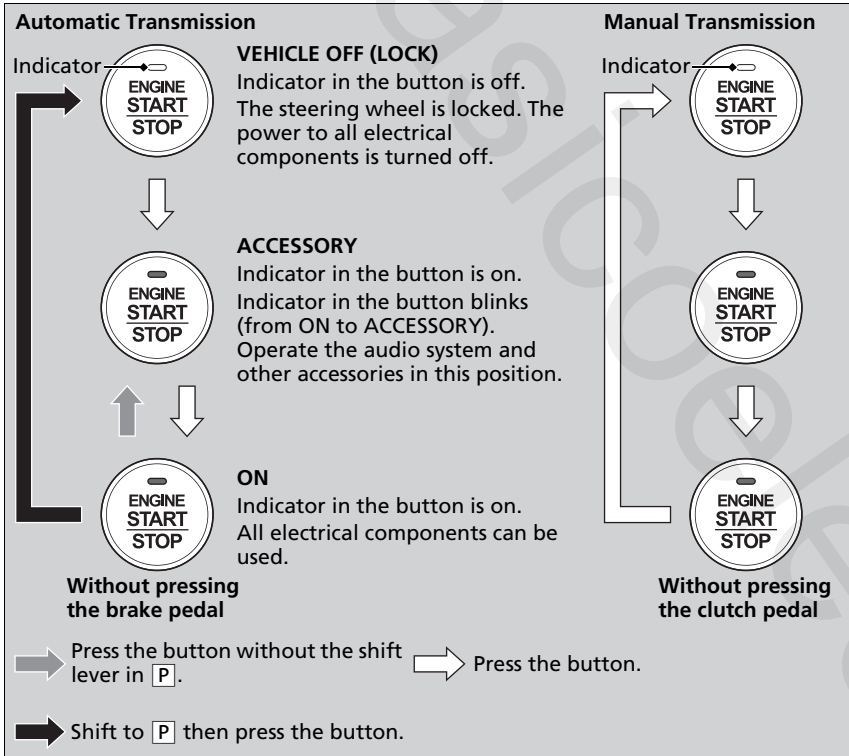 Automatic Transmission
Manual Transmission
Indicator
ENGINE
START
STOP
VEHICLE OFF (LOCK)
Indicator in the button is off.
The steering wheel is locked. The
power to all electrical
components is turned off.
Indicator
ENGINE
START
STOP
ENGINE
START
STOP
ACCESSORY
Indicator in the button is on.
Indicator in the button blinks
(from ON to ACCESSORY).
Operate the audio system and
other accessories in this position.
ENGINE
START
STOP
ENGINE
START
STOP
ON
Indicator in the button is on.
All electrical components can be
used.
ENGINE
START
STOP
Without pressing
the brake pedal
Without pressing
the clutch pedal
Press the button without the shift
lever in P.
Press the button.
Shift to P then press the button.